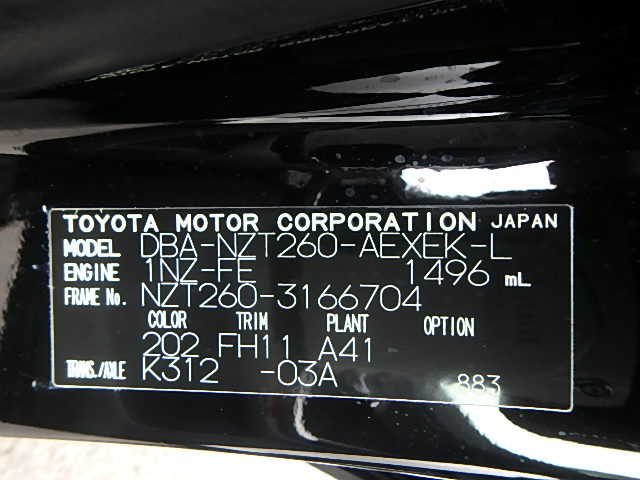 TOYOTA MOTOR CORPORATION JAPAN
MODEL DBA-NZT260-AEXEK-L
ENGINE 1NZ-FE 1496 mL
FRAME No. NZT260-3166704
COLOR TRIM PLANT OPTION
202 FH11 A41
TRANS./AXLE K312 -03A 883